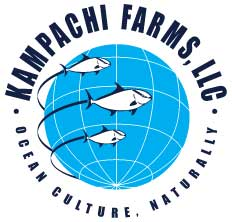 KAMPACHI FARMS, LLC
• OCEAN CULTURE, NATURALLY •